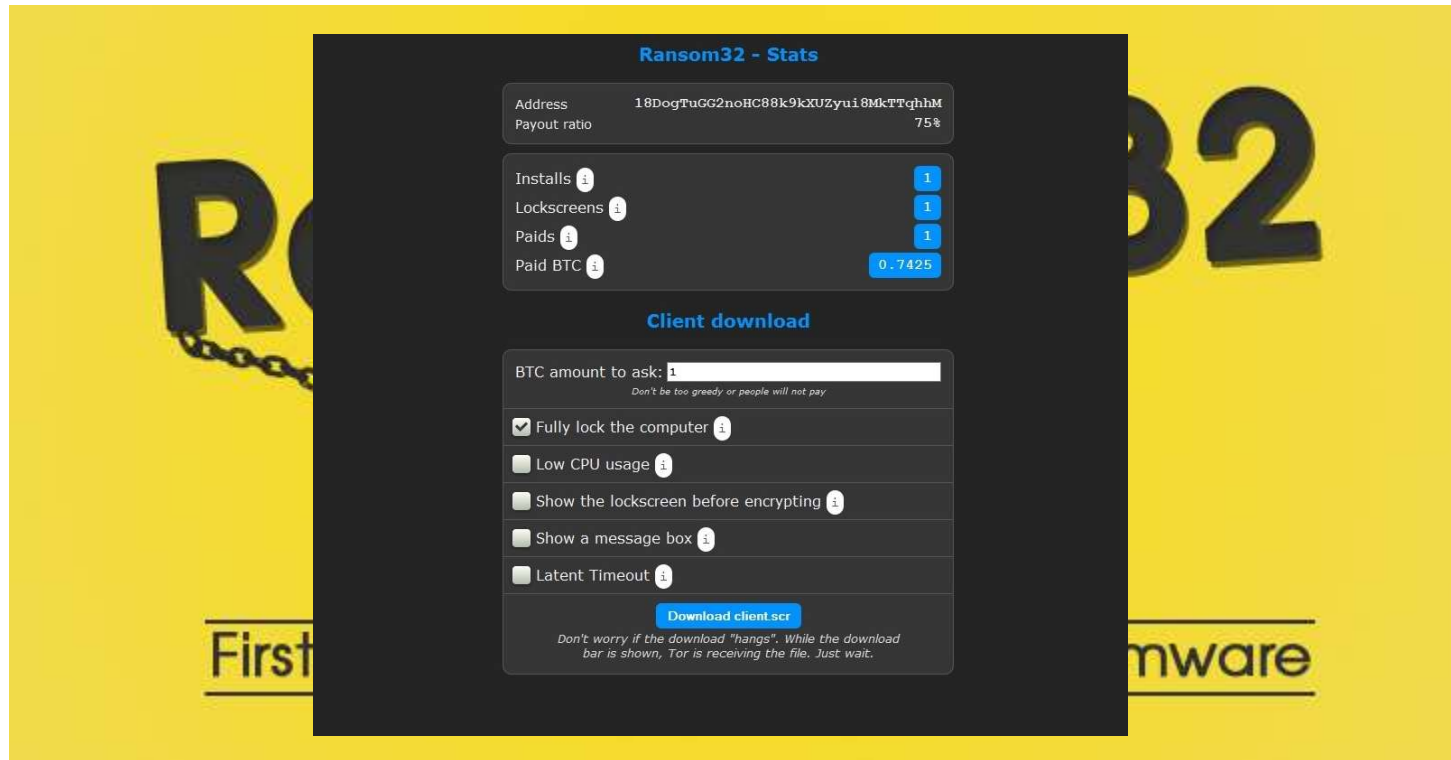 Ransom32 - Stats
Address 18DogTuGG2noHC88k9kXUZyui8MkTTqhhM
Payout ratio 75%
Installs i 1
Lockscreens i 1
Paids i 1
Paid BTC i 0.7425
Client download
BTC amount to ask: 1
Don't be too greedy or people will not pay
Fully lock the computer i
Low CPU usage i
Show the lockscreen before encrypting i
Show a message box i
Latent Timeout i
Download client.scr
Don't worry if the download "hangs". While the download
bar is shown, Tor is receiving the file. Just wait.
First